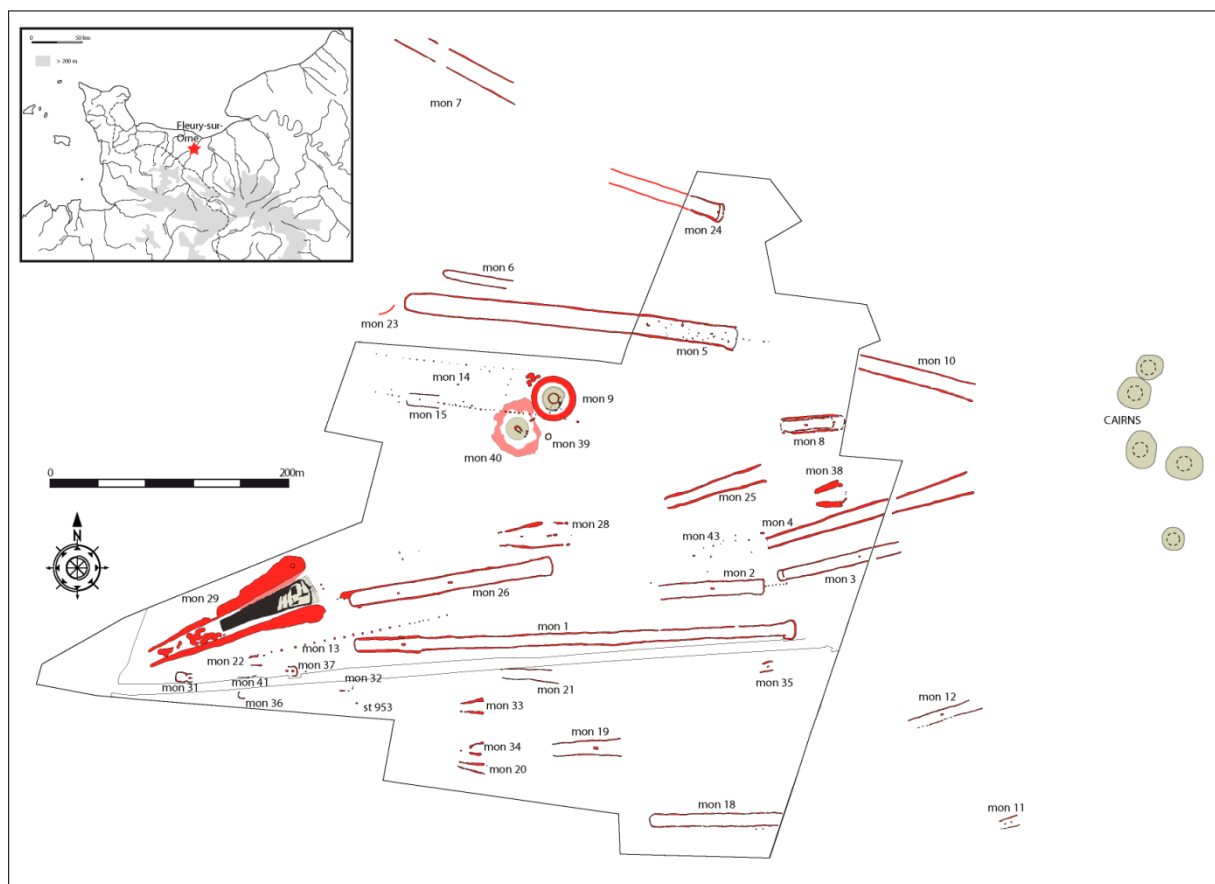 0 50 km
> 200 m
Fleury-sur-
Orne
mon 7
mon 24
mon 6
mon 23
mon 5
mon 10
mon 14
mon 15
mon 9
CAIRNS
mon 8
mon 39
mon 40
0 200m
mon 38
mon 25
mon 28
mon 4
mon 43
N
mon 2
mon 3
mon 29
mon 26
mon 1
mon 13
mon 22
mon 37
mon 31
mon 41
mon 32
mon 35
mon 21
mon 36
st 953
mon 33
mon 12
mon 19
mon 34
mon 20
mon 18
mon 11